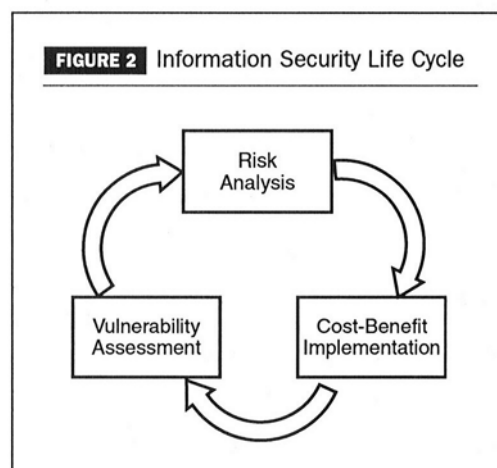 FIGURE 2 Information Security Life Cycle
Risk
Analysis
Vulnerability
Assessment
Cost-Benefit
Implementation